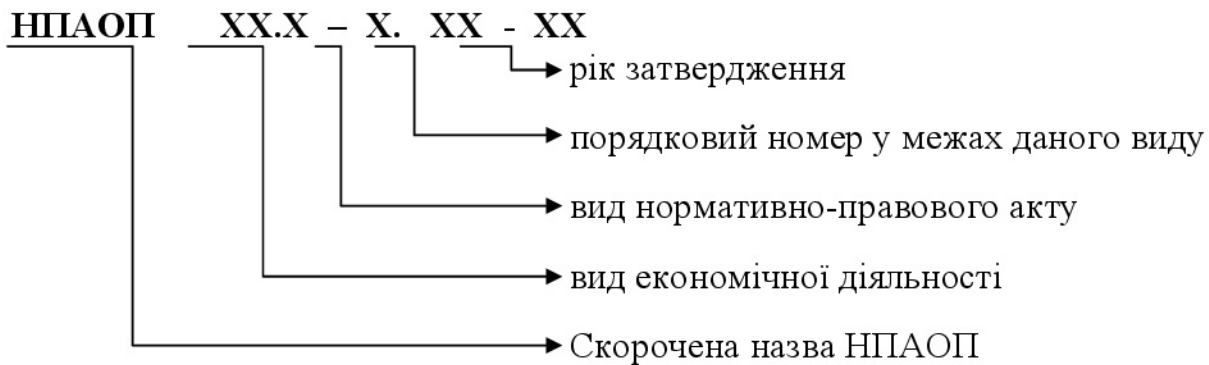 НПАОП XX.X – X. XX - XX
рік затвердження
порядковий номер у межах даного виду
вид нормативно-правового акту
вид економічної діяльності
Скорочена назва НПАОП